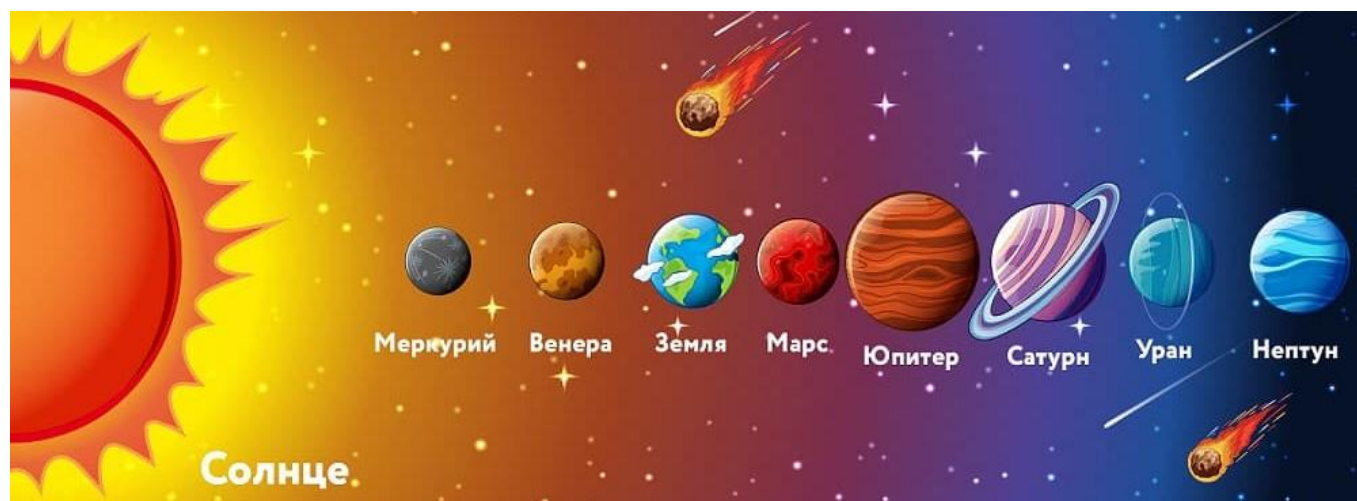 Меркурий
Венера
Земля
Марс
Юпитер
Сатурн
Уран
Нептун
Солнце